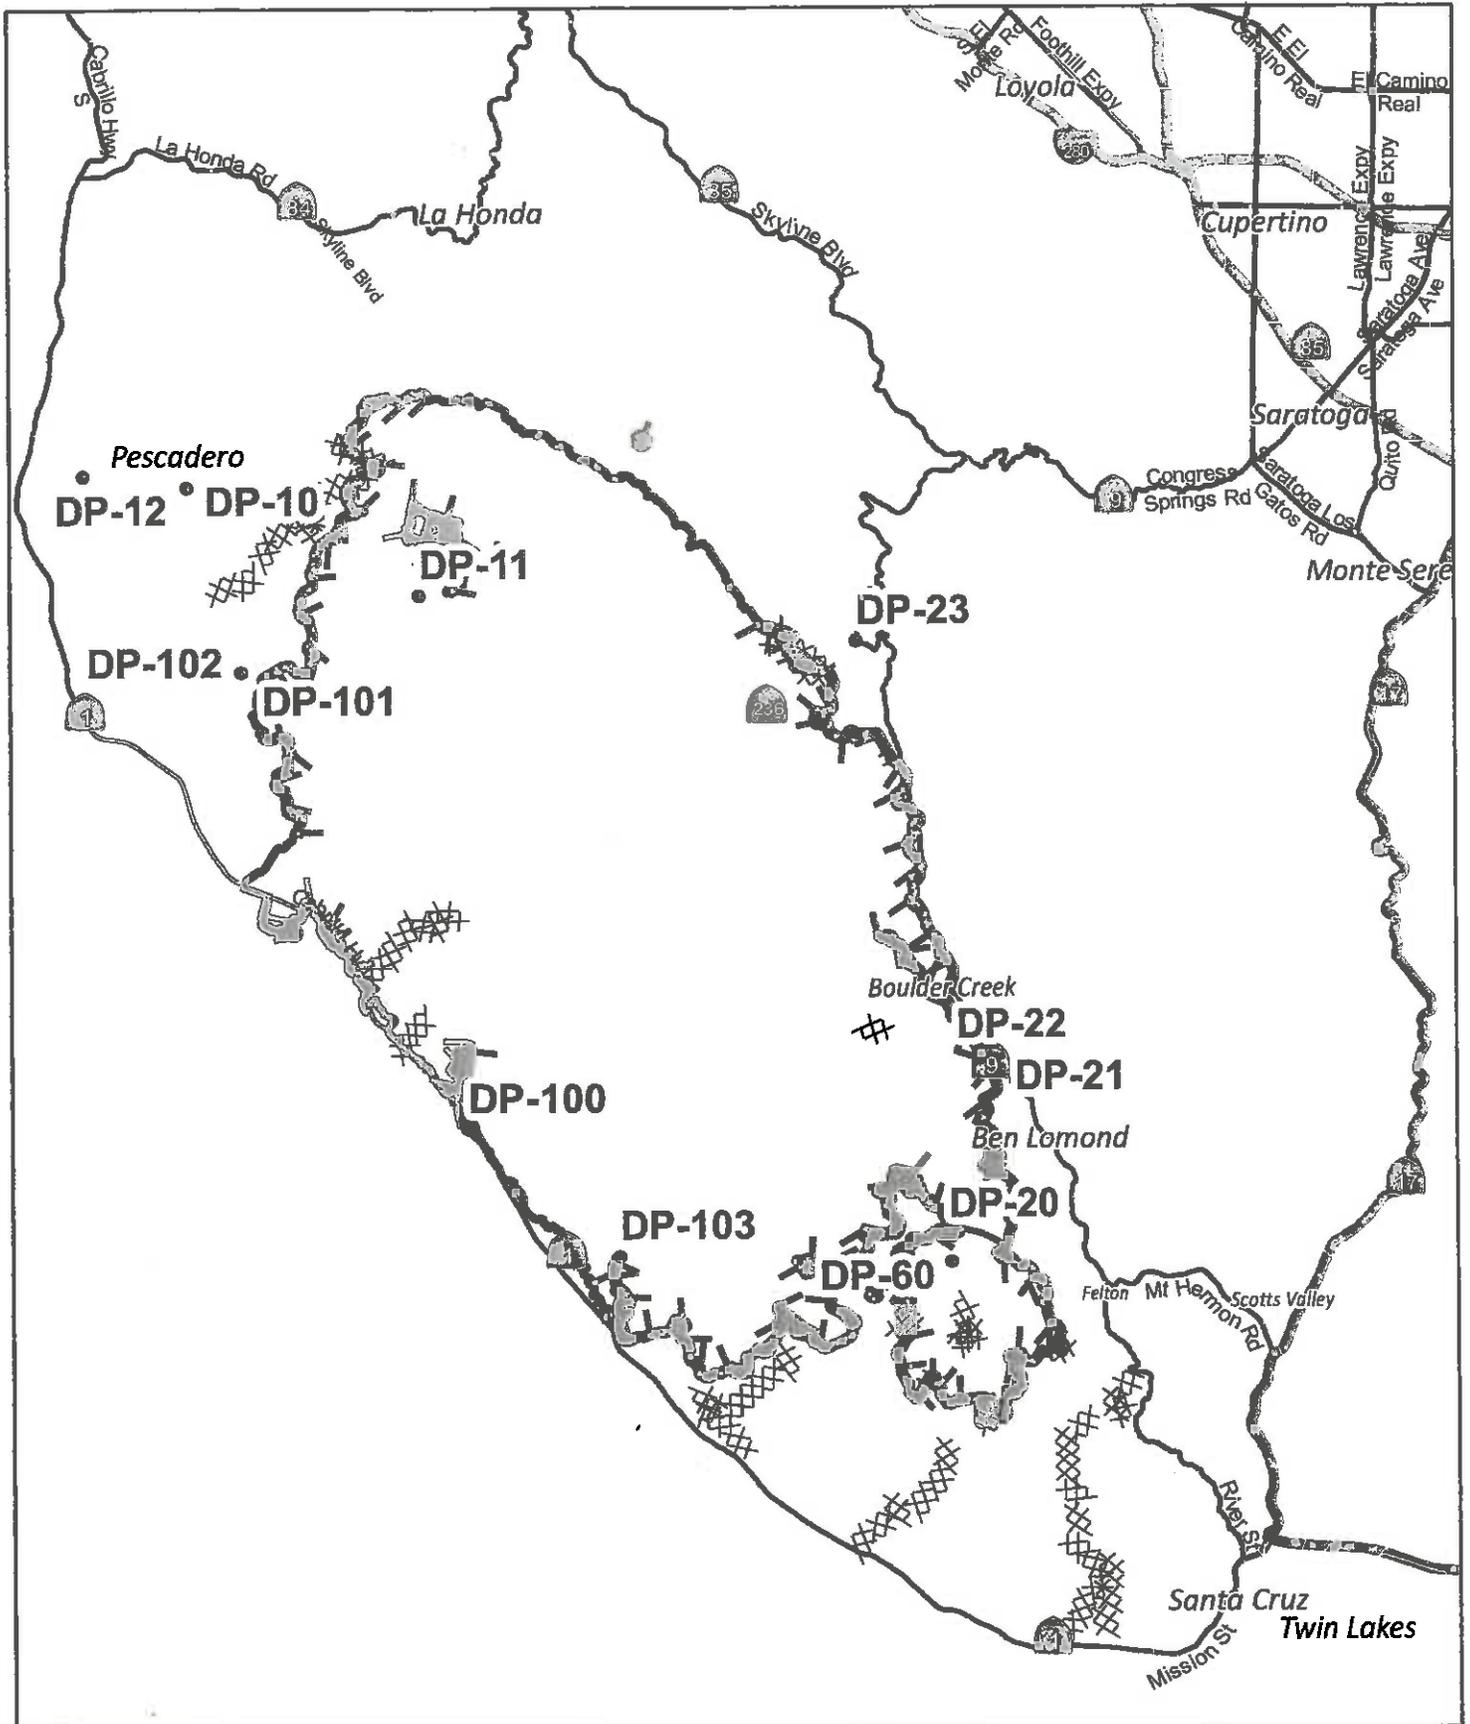 Cabrillo Hwy
S
El
Monte Rd
Foothill Expy
Loyola
E El
Camino Real
El Camino
Real
280
La Honda Rd
84
La Honda
Skyline Blvd
35
Skyline Blvd
Cupertino
Lawrence Expy
Lawrence Expy
Saratoga Ave
Saratoga Ave
85
Saratoga
Quito Rd
Pescadero
DP-12
DP-10
DP-11
9
Congress
Springs Rd
Saratoga Los
Gatos Rd
Monte Sere
DP-23
DP-102
DP-101
1
236
17
Boulder Creek
DP-22
9
DP-21
DP-100
Ben Lomond
17
DP-20
DP-103
1
DP-60
Felton
Mt Hermon Rd
Scotts Valley
River St
Santa Cruz
Twin Lakes
1
Mission St